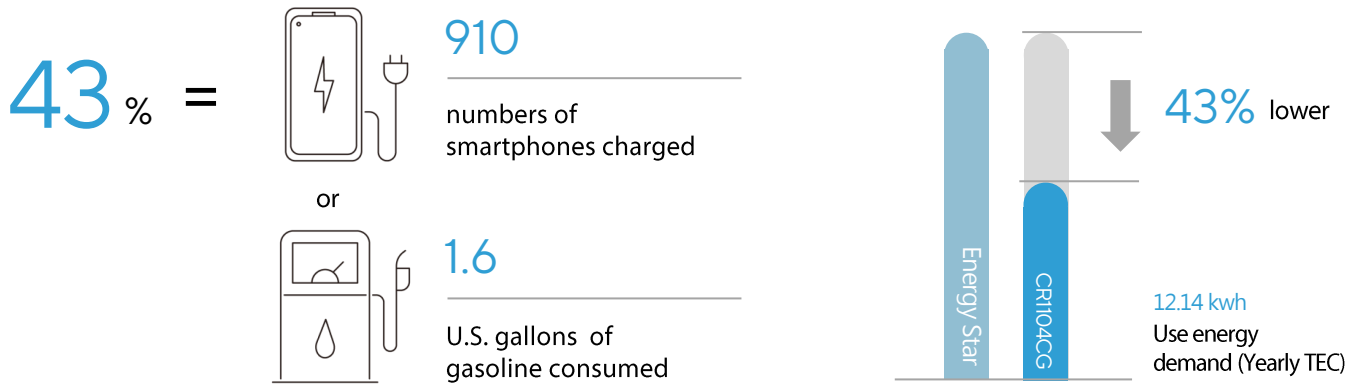 43 % =
910
numbers of
smartphones charged
or
1.6
U.S. gallons of
gasoline consumed
Energy Star
CR1104CG
43% lower
12.14 kwh
Use energy
demand (Yearly TEC)